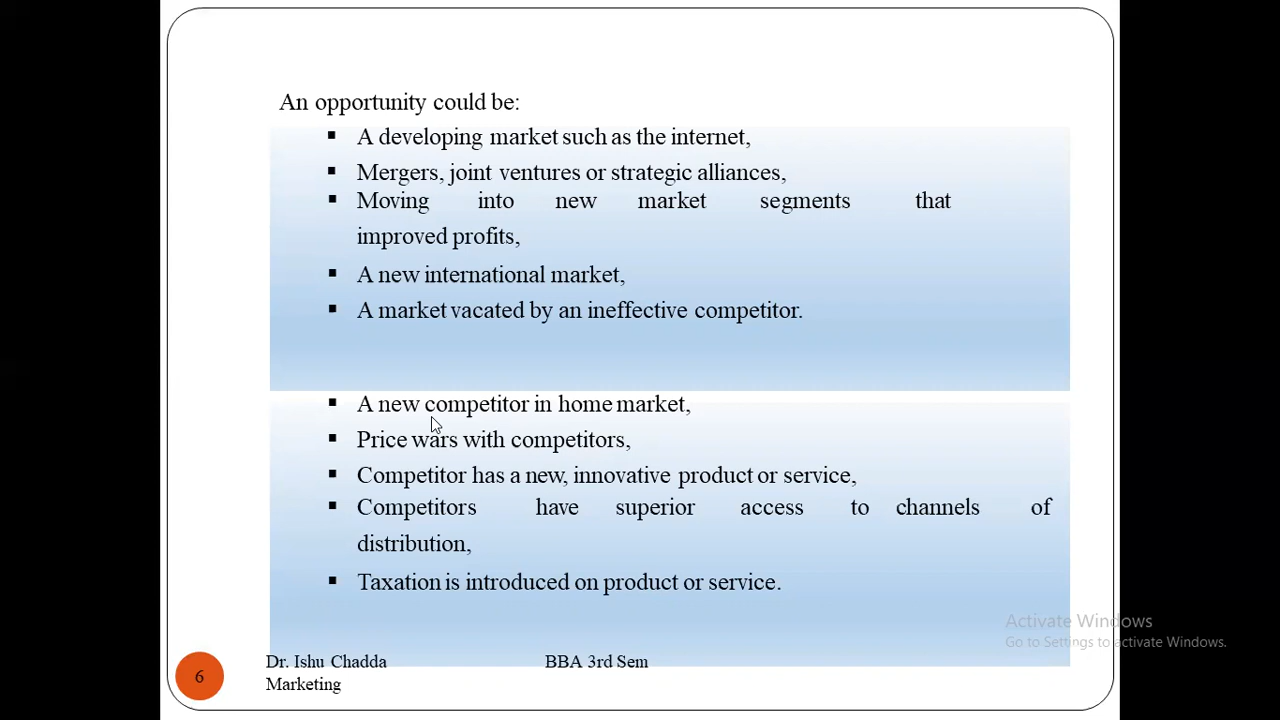 An opportunity could be:
▪ A developing market such as the internet,
▪ Mergers, joint ventures or strategic alliances,
▪ Moving into new market segments that
improved profits,
▪ A new international market,
▪ A market vacated by an ineffective competitor.
▪ A new competitor in home market,
▪ Price wars with competitors,
▪ Competitor has a new, innovative product or service,
▪ Competitors have superior access to channels of
distribution,
▪ Taxation is introduced on product or service.
Activate Windows
Go to Settings to activate Windows.
6
Dr. Ishu Chadda BBA 3rd Sem
Marketing